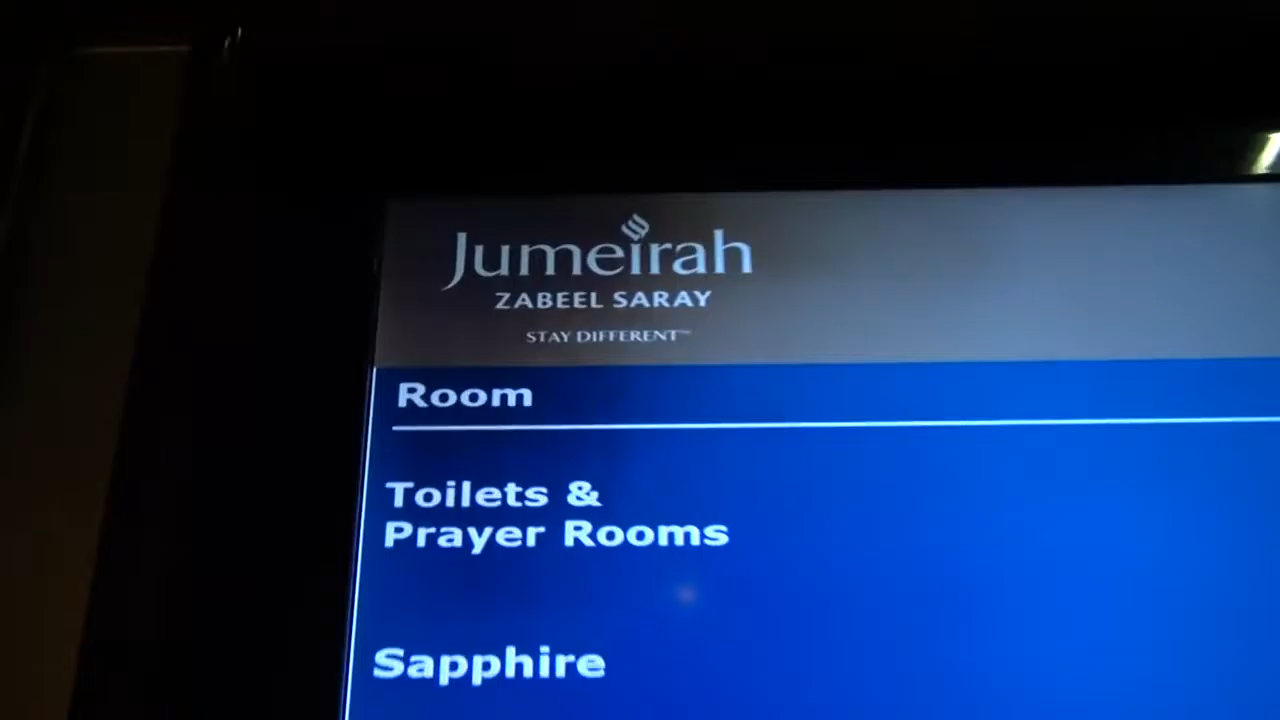 Jumeirah
ZABEEL SARAY
STAY DIFFERENT™
Room
Toilets &
Prayer Rooms
Sapphire